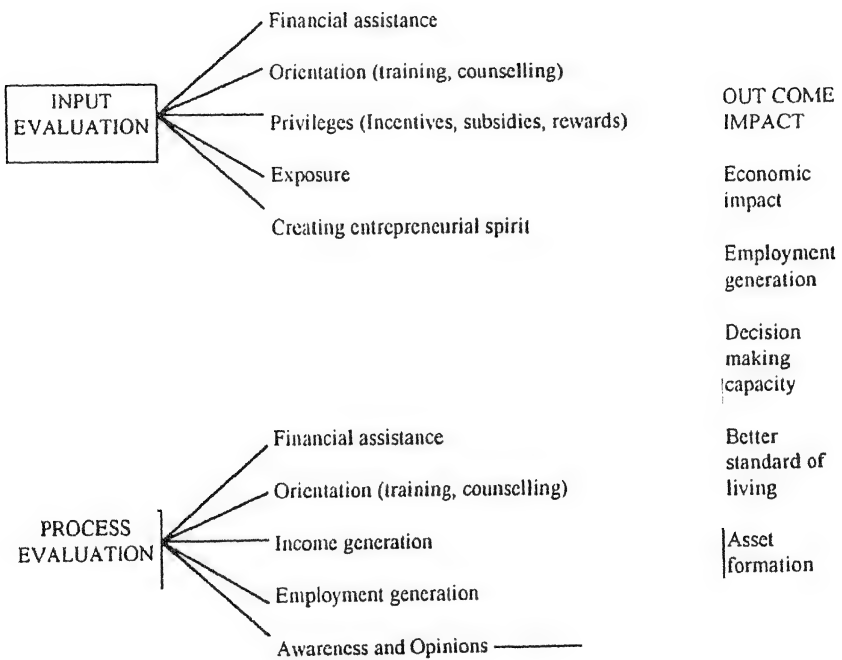 Financial assistance
INPUT
EVALUATION
Orientation (training, counselling)
Privileges (Incentives, subsidies, rewards)
Exposure
Creating entrepreneurial spirit
PROCESS
EVALUATION
Financial assistance
Orientation (training, counselling)
Income generation
Employment generation
Awareness and Opinions
OUT COME
IMPACT
Economic
impact
Employment
generation
Decision
making
capacity
Better
standard of
living
Asset
formation